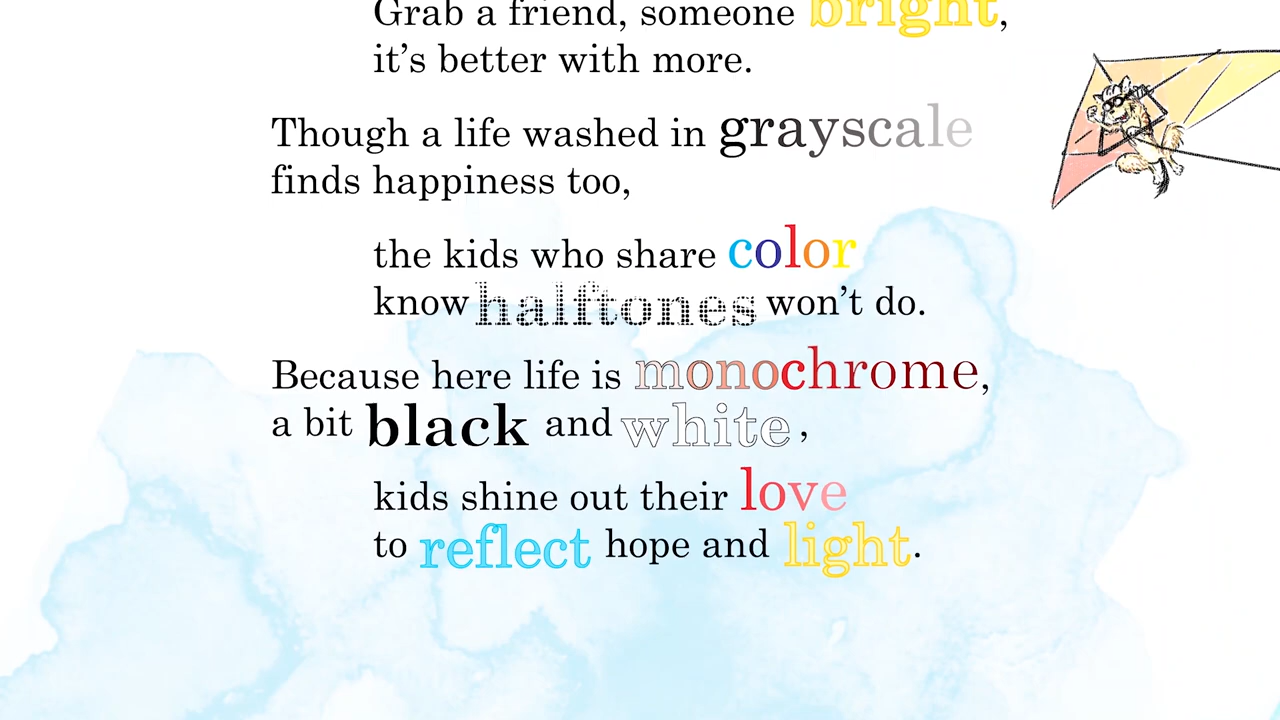 Grab a friend, someone bright,
it's better with more.
Though a life washed in grayscale
finds happiness too,
the kids who share color
know halftones won't do.
Because here life is monochrome,
a bit black and white,
kids shine out their love
to reflect hope and light.